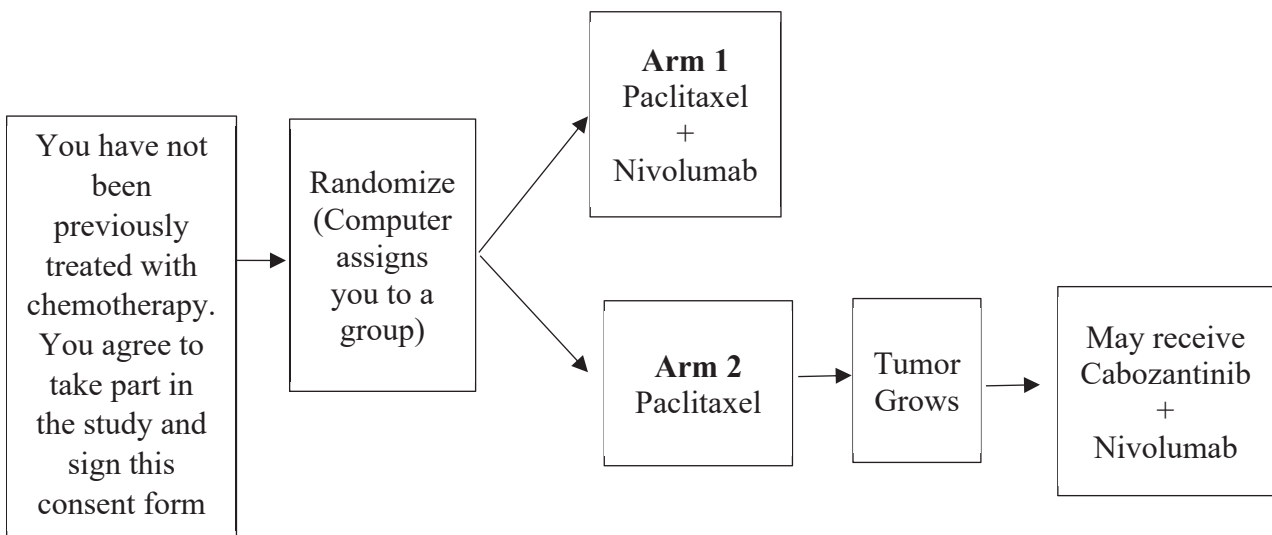 You have not
been
previously
treated with
chemotherapy.
You agree to
take part in
the study and
sign this
consent form
Randomize
(Computer
assigns
you to a
group)
Arm 1
Paclitaxel
+
Nivolumab
Arm 2
Paclitaxel
Tumor
Grows
May receive
Cabozantinib
+
Nivolumab